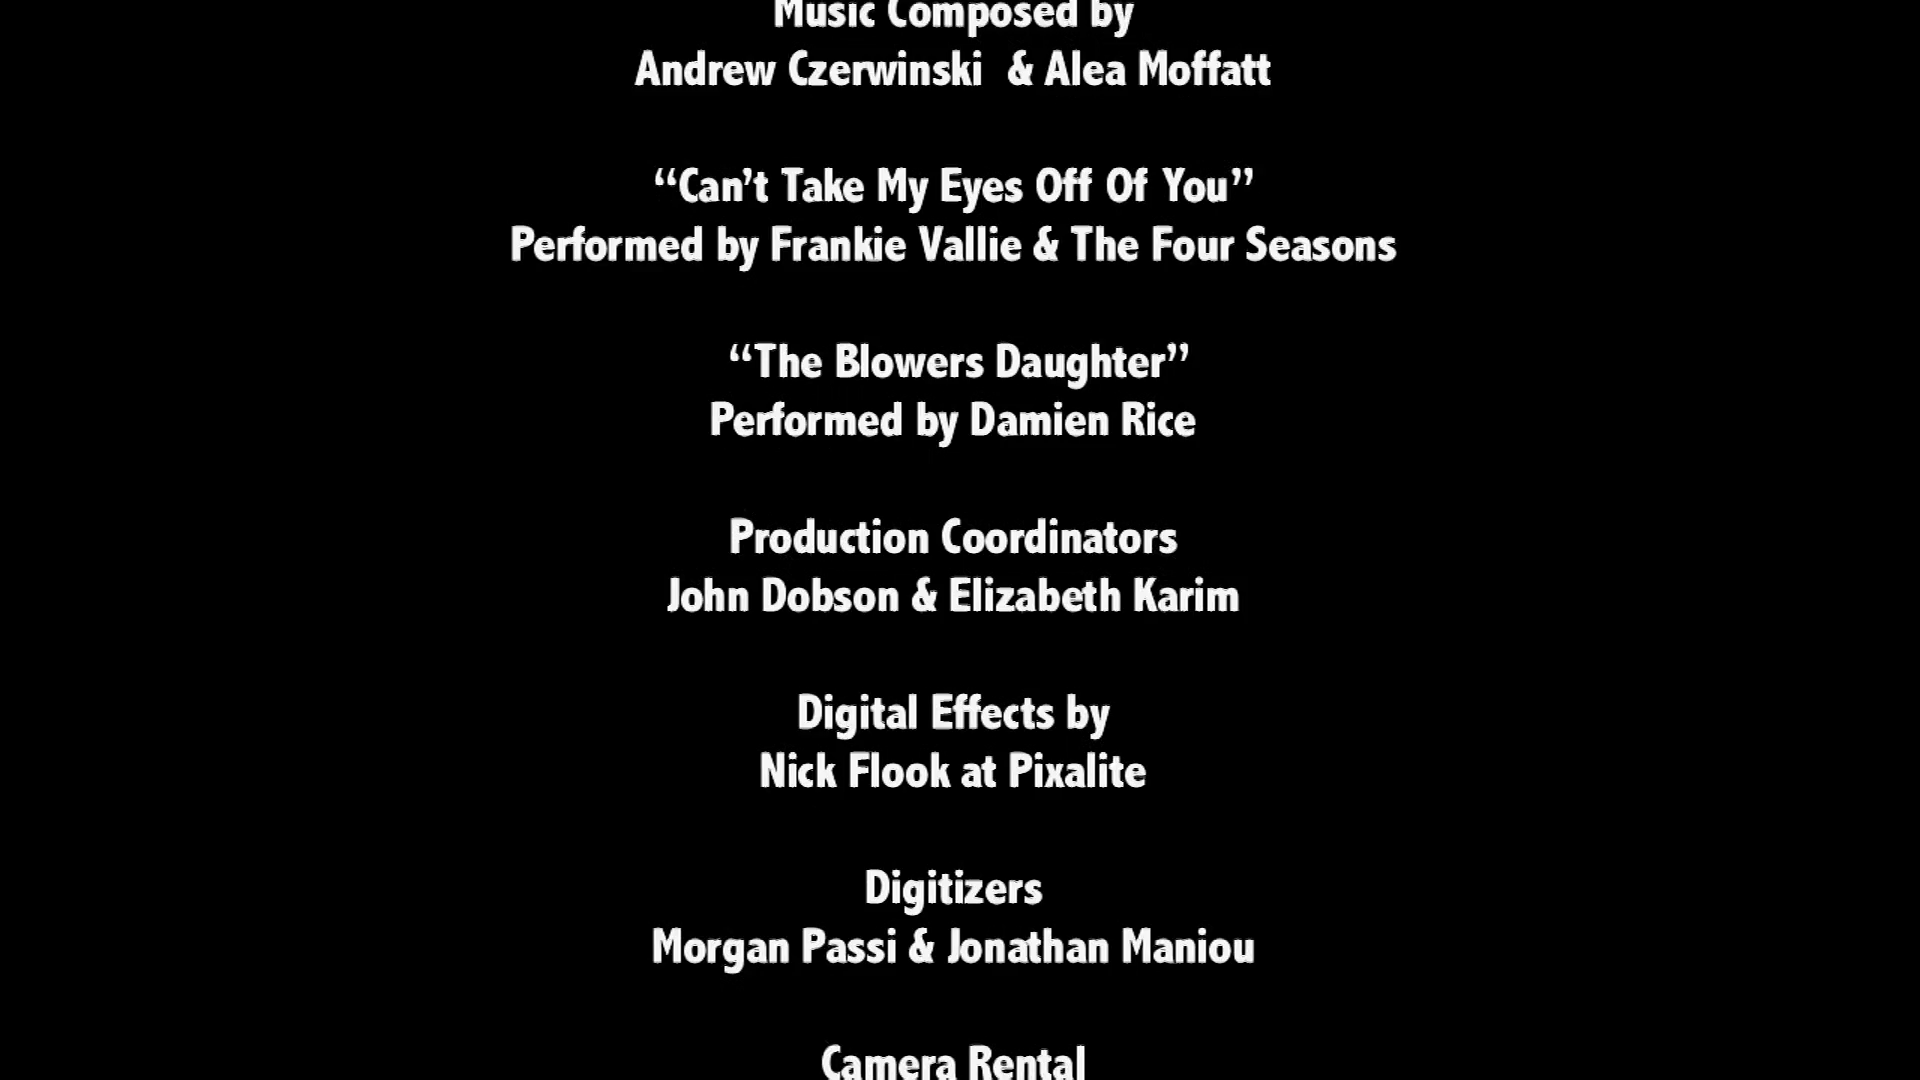 Music Composed by
Andrew Czerwinski & Alea Moffatt
“Can’t Take My Eyes Off Of You”
Performed by Frankie Vallie & The Four Seasons
“The Blowers Daughter”
Performed by Damien Rice
Production Coordinators
John Dobson & Elizabeth Karim
Digital Effects by
Nick Flook at Pixalite
Digitizers
Morgan Passi & Jonathan Maniou
Camera Rental